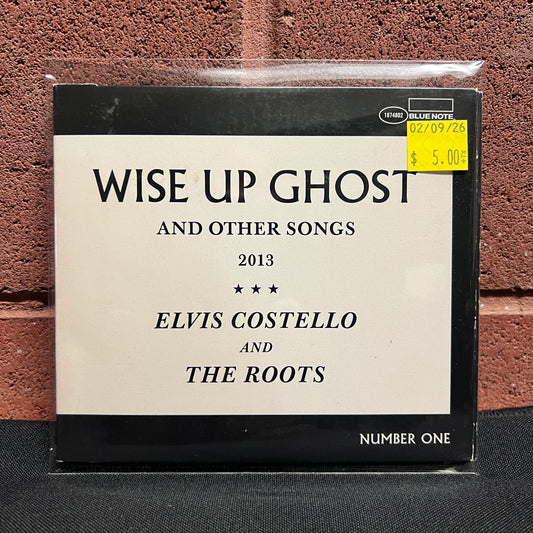 1874802
BLUE NOTE
02/09/26
$ 5.00
WISE UP GHOST
AND OTHER SONGS
2013
★ ★ ★
ELVIS COSTELLO
AND
THE ROOTS
NUMBER ONE